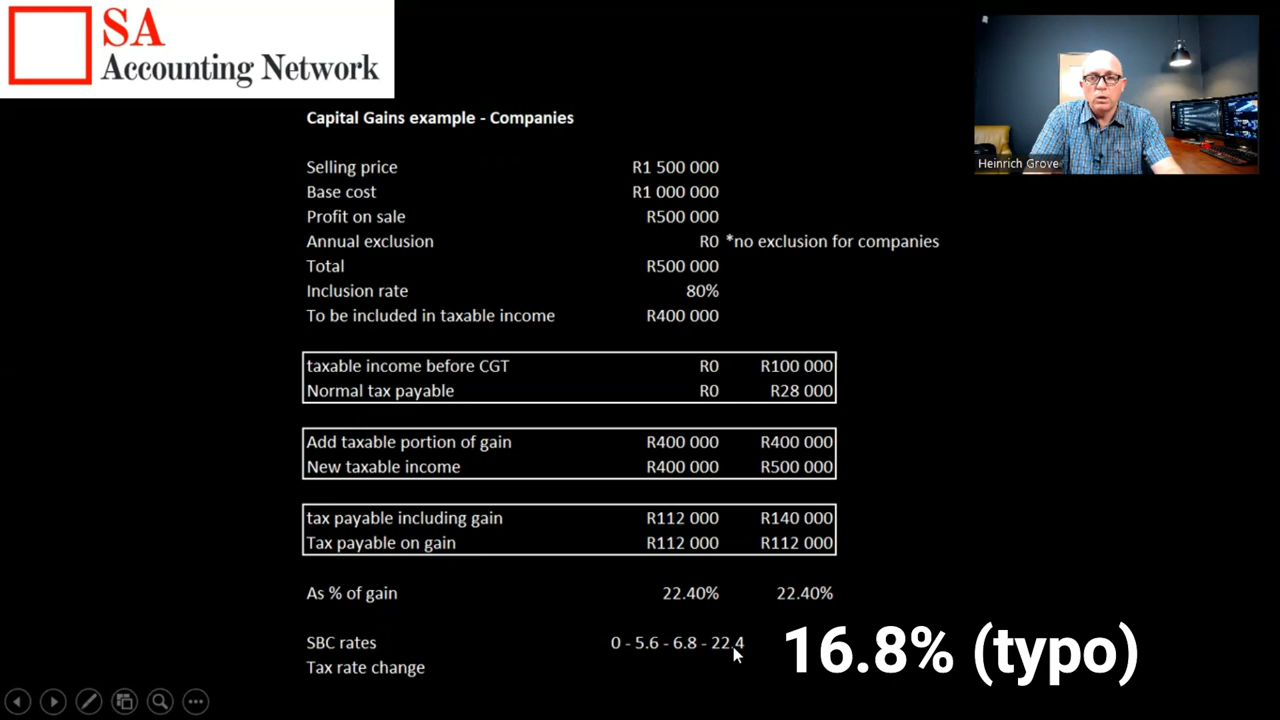 SA
Accounting Network
Heinrich Grove
Capital Gains example - Companies
Selling price R1 500 000
Base cost R1 000 000
Profit on sale R500 000
Annual exclusion R0 *no exclusion for companies
Total R500 000
Inclusion rate 80%
To be included in taxable income R400 000
taxable income before CGT R0 R100 000
Normal tax payable R0 R28 000
Add taxable portion of gain R400 000 R400 000
New taxable income R400 000 R500 000
tax payable including gain R112 000 R140 000
Tax payable on gain R112 000 R112 000
As % of gain 22.40% 22.40%
SBC rates 0 - 5.6 - 6.8 - 22.4 16.8% (typo)
Tax rate change